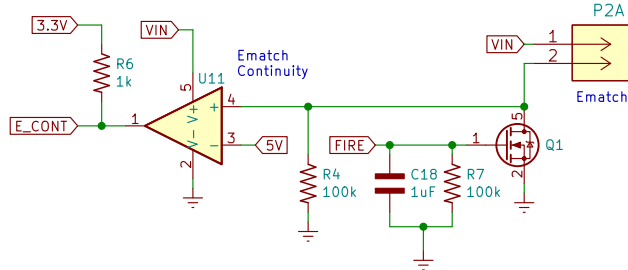 P2A
3.3V
VIN
Ematch
Continuity
VIN
1
2
R6
1k
U11
5
V+
4
+
5
Ematch
E_CONT
1
V-
3
-
5V
FIRE
1
Q1
2
R4
100k
C18
1uF
R7
100k
2